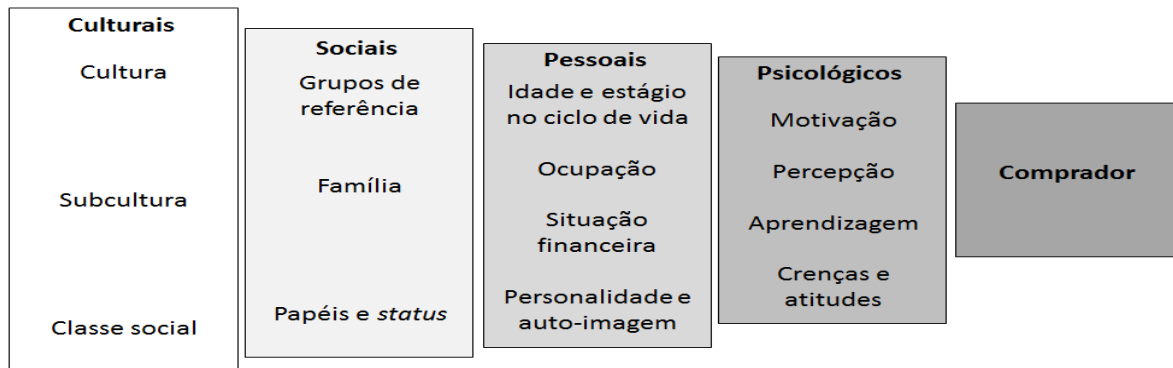 Culturais
Cultura
Subcultura
Classe social
Sociais
Grupos de
referência
Família
Papéis e status
Pessoais
Idade e estágio
no ciclo de vida
Ocupação
Situação
financeira
Personalidade e
auto-imagem
Psicológicos
Motivação
Percepção
Aprendizagem
Crenças e
atitudes
Comprador